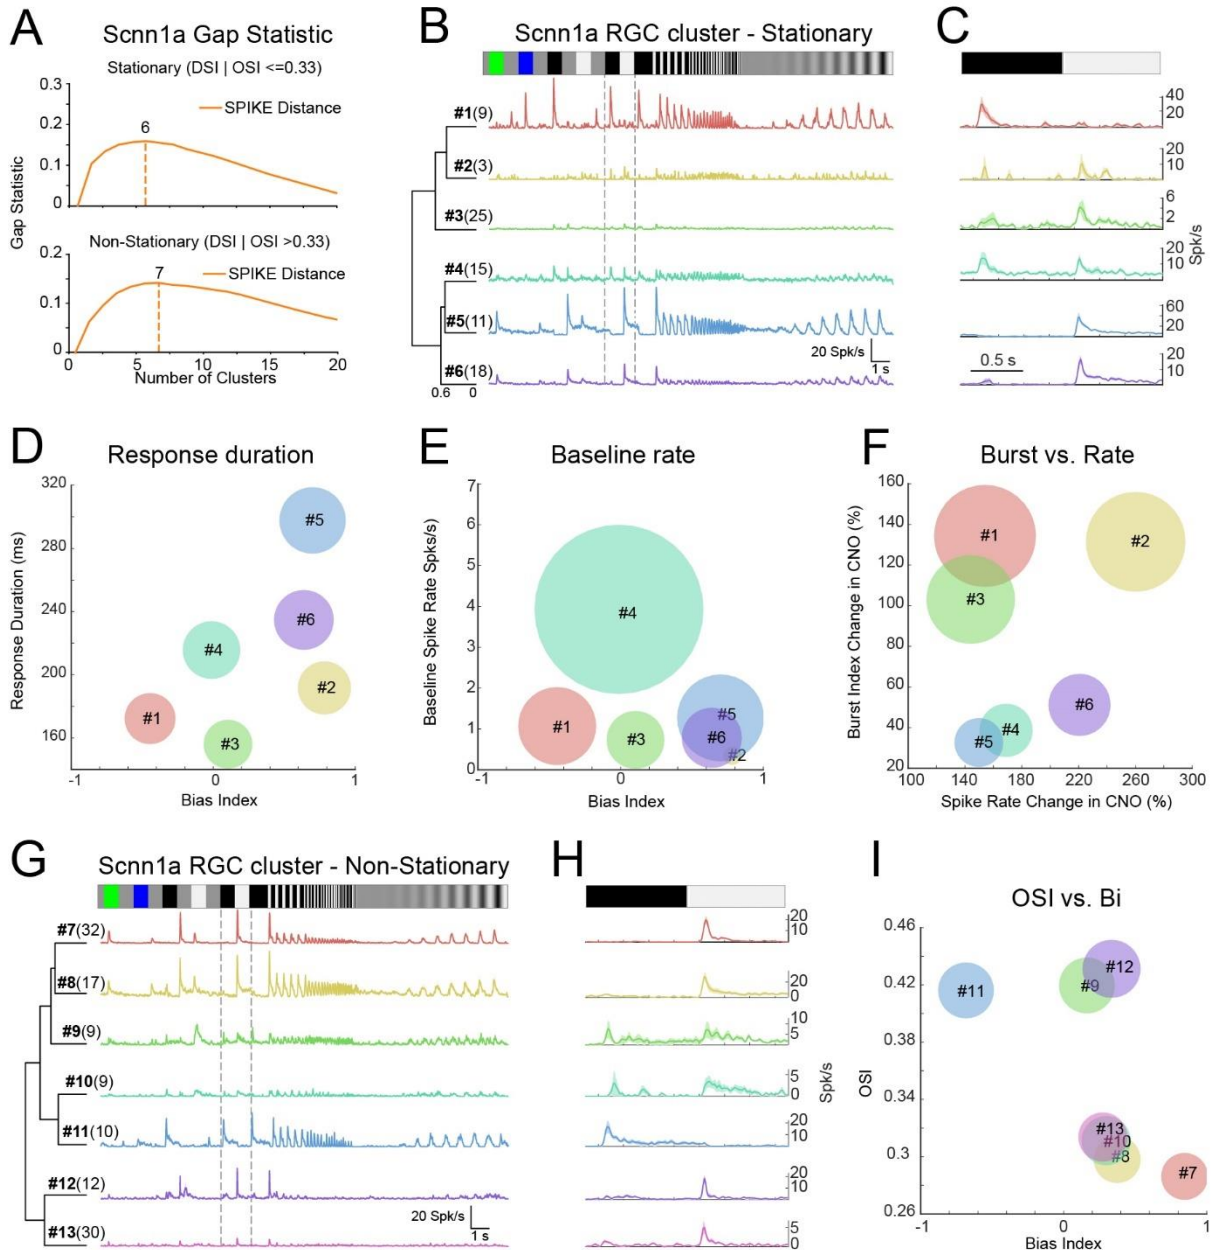 A
Scnn1a Gap Statistic
Stationary (DSI | OSI <=0.33)
0.3
0.2
0.1
0
SPIKE Distance
6
Gap Statistic
Non-Stationary (DSI | OSI >0.33)
0.2
0.1
0
SPIKE Distance
7
0 5 10 15 20
Number of Clusters
B
Scnn1a RGC cluster - Stationary
#1(9)
#2(3)
#3(25)
#4(15)
#5(11)
#6(18)
0.6 0
20 Spk/s
1 s
C
40
20
20
10
6
2
20
10
60
20
20
10
Spk/s
0.5 s
D
Response duration
320
280
240
200
160
Response Duration (ms)
#5
#6
#4
#2
#1
#3
-1 0 1
Bias Index
E
Baseline rate
7
6
5
4
3
2
1
0
Baseline Spike Rate Spks/s)
#4
#5
#1
#3
#6
#2
-1 0 1
Bias Index
F
Burst vs. Rate
160
140
120
100
80
60
40
20
Burst Index Change in CNO (%)
#1
#2
#3
#6
#4
#5
100 140 180 220 260 300
Spike Rate Change in CNO (%)
G
Scnn1a RGC cluster - Non-Stationary
#7(32)
#8(17)
#9(9)
#10(9)
#11(10)
#12(12)
#13(30)
20 Spk/s
1 s
H
20
10
20
0
10
5
5
0
20
10
20
0
5
0
Spk/s
I
OSI vs. Bi
0.46
0.42
0.38
0.34
0.3
0.26
OSI
#12
#9
#11
#13
#10
#8
#7
-1 0 1
Bias Index